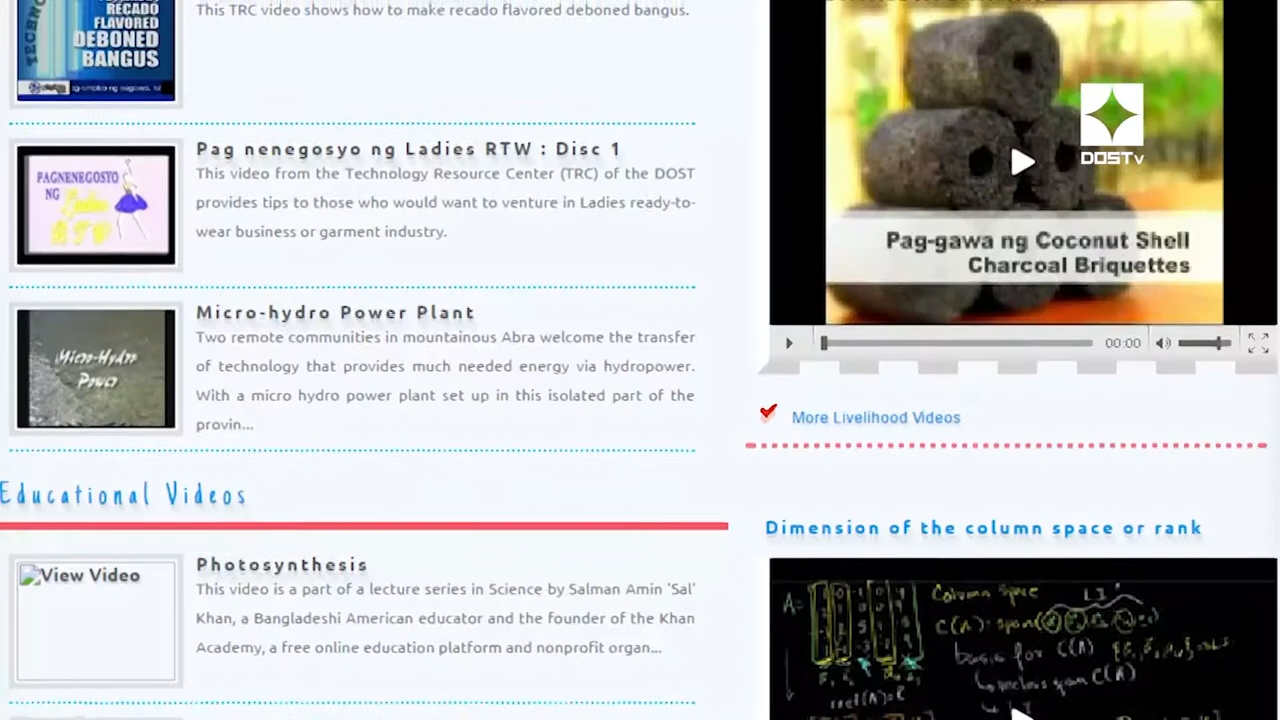 This TRC video shows how to make recado flavored deboned bangus.
RECADO
FLAVORED
DEBONED
BANGUS
Pag nenegosyo ng Ladies RTW : Disc 1
This video from the Technology Resource Center (TRC) of the DOST
provides tips to those who would want to venture in Ladies ready-to-
wear business or garment industry.
PAGNENEGOSYO
NG
Ladies
RTW
Micro-hydro Power Plant
Two remote communities in mountainous Abra welcome the transfer
of technology that provides much needed energy via hydropower.
With a micro hydro power plant set up in this isolated part of the
provin...
Micro-Hydro
Power
Educational Videos
Photosynthesis
This video is a part of a lecture series in Science by Salman Amin 'Sal'
Khan, a Bangladeshi American educator and the founder of the Khan
Academy, a free online education platform and nonprofit organ...
View Video
DOSTv
Pag-gawa ng Coconut Shell
Charcoal Briquettes
00:00
More Livelihood Videos
Dimension of the column space or rank
A=
Column space
C(A)= span(
basis for C(A)
span C(A)